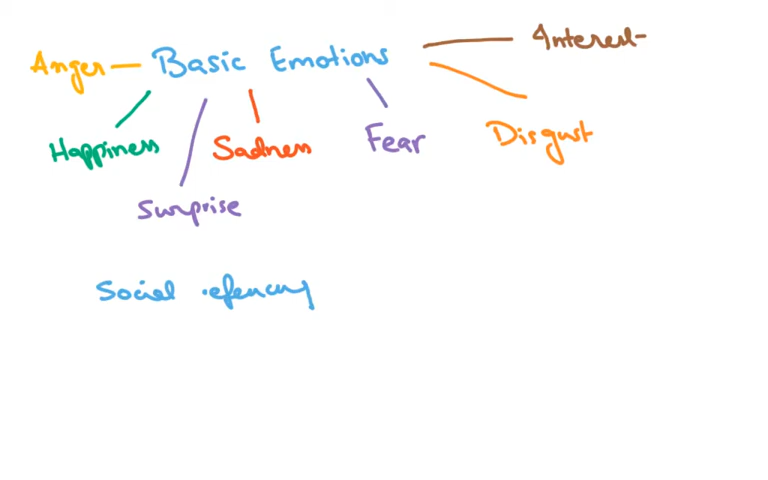 Anger Basic Emotions Interest
Happiness Sadness Fear Disgust
Surprise
Social